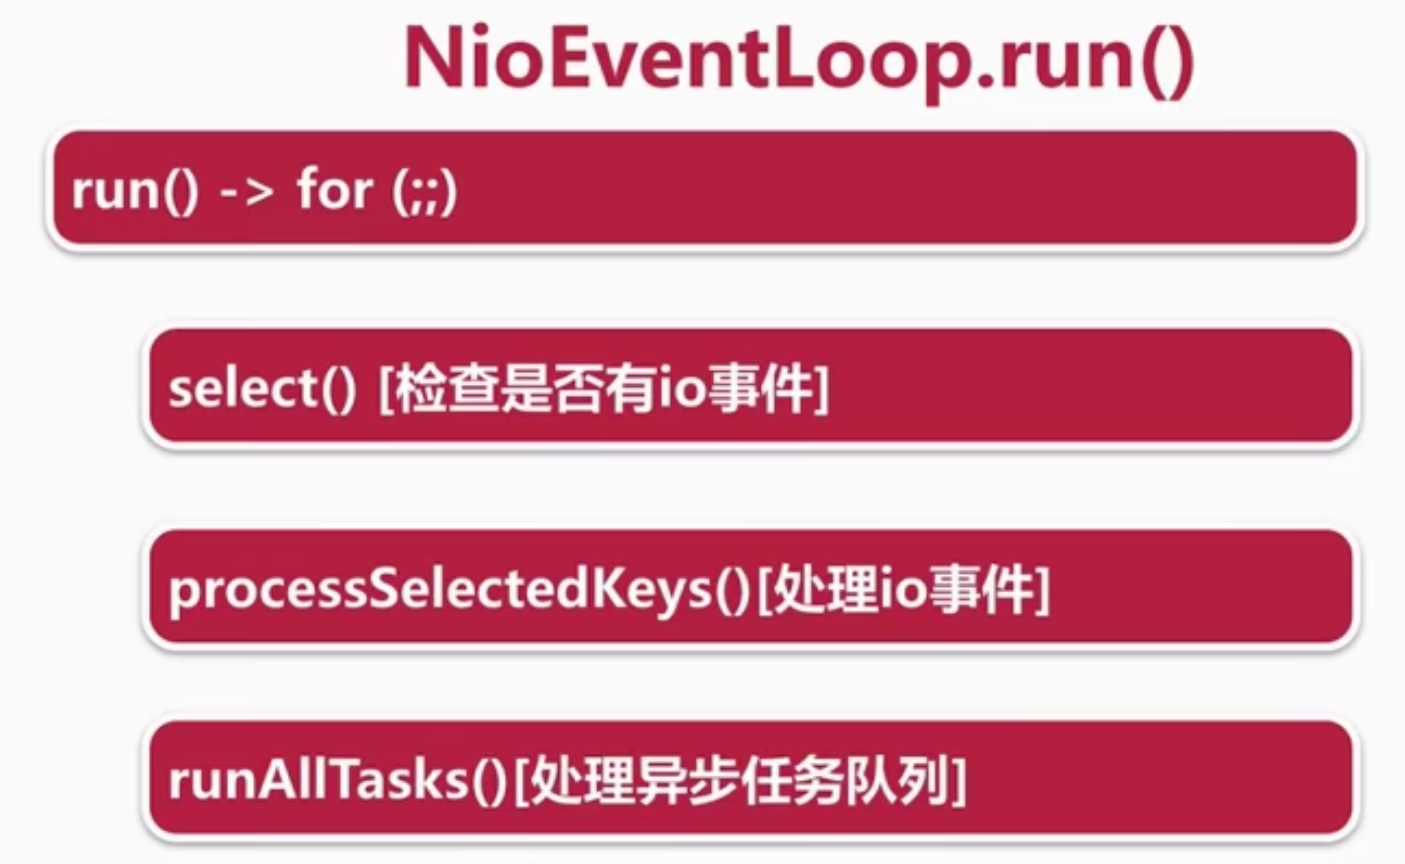 NioEventLoop.run()
run() -> for (;;)
select() [检查是否有io事件]
processSelectedKeys()[处理io事件]
runAllTasks()[处理异步任务队列]